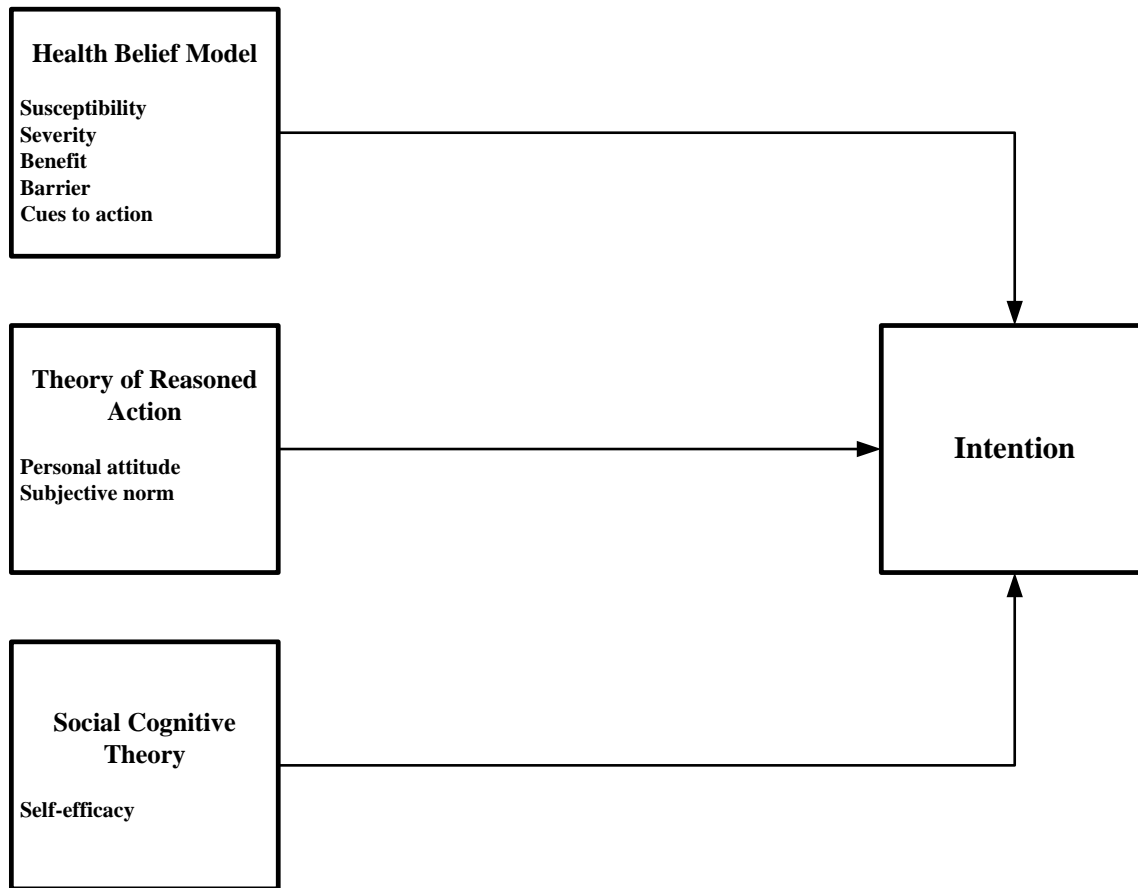 Health Belief Model
Susceptibility
Severity
Benefit
Barrier
Cues to action
Theory of Reasoned
Action
Personal attitude
Subjective norm
Intention
Social Cognitive
Theory
Self-efficacy